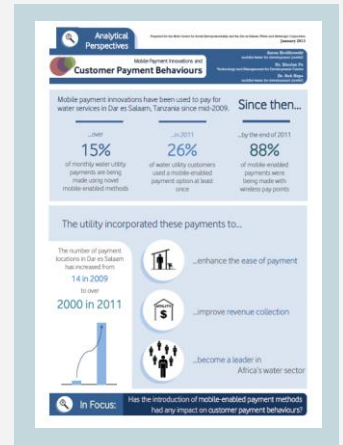 Analytical
Perspectives
January 2013
Mobile Payment Innovations and
Customer Payment Behaviours
Mobile payment innovations have been used to pay for
water services in Dar es Salaam, Tanzania since mid-2009.
Since then...
...over
15%
of monthly water utility
payments are being
made using novel
mobile-enabled methods
...in 2011
26%
of water utility customers
used a mobile-enabled
payment option at least
once
...by the end of 2011
88%
of mobile-enabled
payments were
being made with
wireless pay points
The utility incorporated these payments to...
The number of payment
locations in Dar es Salaam
has increased from
14 in 2009
to over
2000 in 2011
...enhance the ease of payment
$
...improve revenue collection
...become a leader in
Africa's water sector
In Focus:
Has the introduction of mobile-enabled payment methods
had any impact on customer payment behaviours?